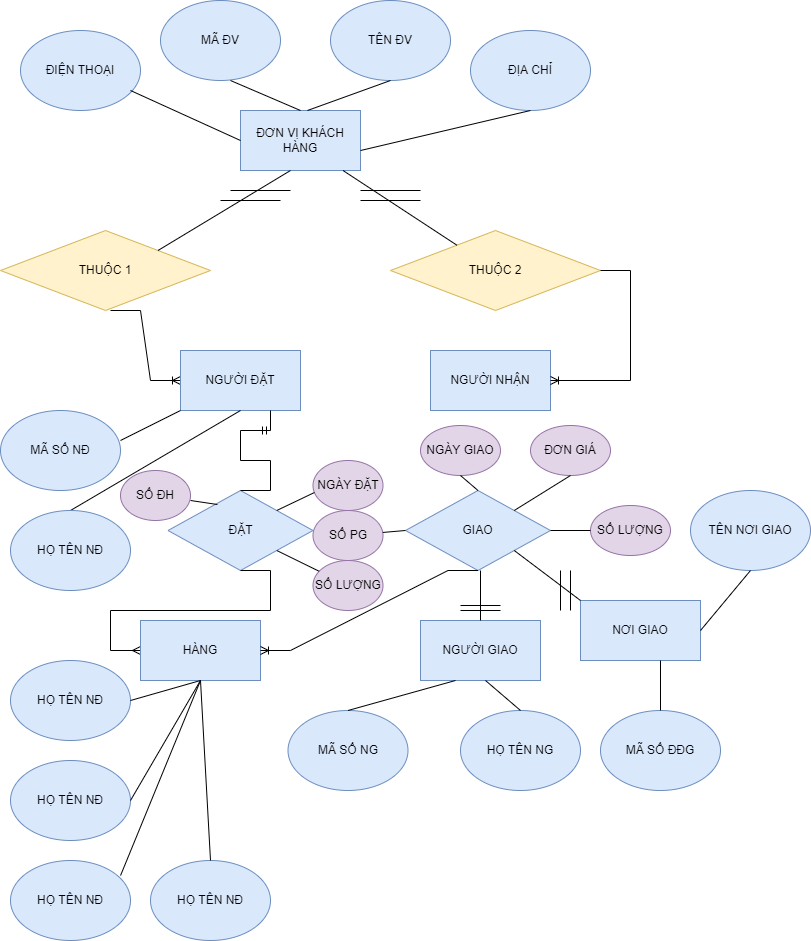 MÃ ĐV
TÊN ĐV
ĐIỆN THOẠI
ĐỊA CHỈ
ĐƠN VỊ KHÁCH
HÀNG
THUỘC 1
THUỘC 2
NGƯỜI ĐẶT
NGƯỜI NHẬN
MÃ SỐ NĐ
NGÀY GIAO
ĐƠN GIÁ
NGÀY ĐẶT
SỐ ĐH
HỌ TÊN NĐ
ĐẶT
SỐ PG
GIAO
SỐ LƯỢNG
TÊN NƠI GIAO
SỐ LƯỢNG
NƠI GIAO
HÀNG
NGƯỜI GIAO
HỌ TÊN NĐ
MÃ SỐ NG
HỌ TÊN NG
MÃ SỐ ĐĐG
HỌ TÊN NĐ
HỌ TÊN NĐ
HỌ TÊN NĐ